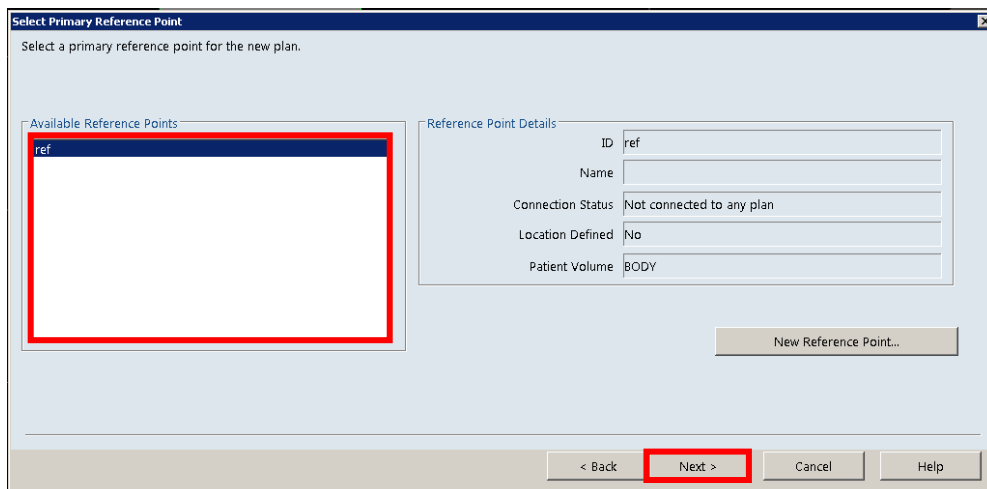 Select Primary Reference Point
Select a primary reference point for the new plan.
Available Reference Points
ref
Reference Point Details
ID ref
Name
Connection Status Not connected to any plan
Location Defined No
Patient Volume BODY
New Reference Point...
< Back Next > Cancel Help